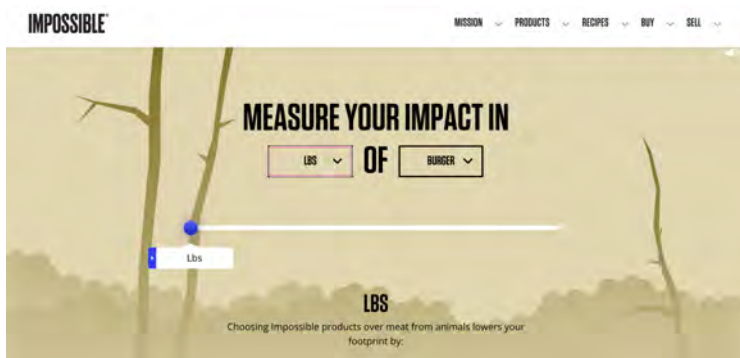 IMPOSSIBLE™
MISSION PRODUCTS RECIPES BUY SELL
MEASURE YOUR IMPACT IN
LBS OF BURGER
Lbs
LBS
Choosing Impossible products over meat from animals lowers your
footprint by: